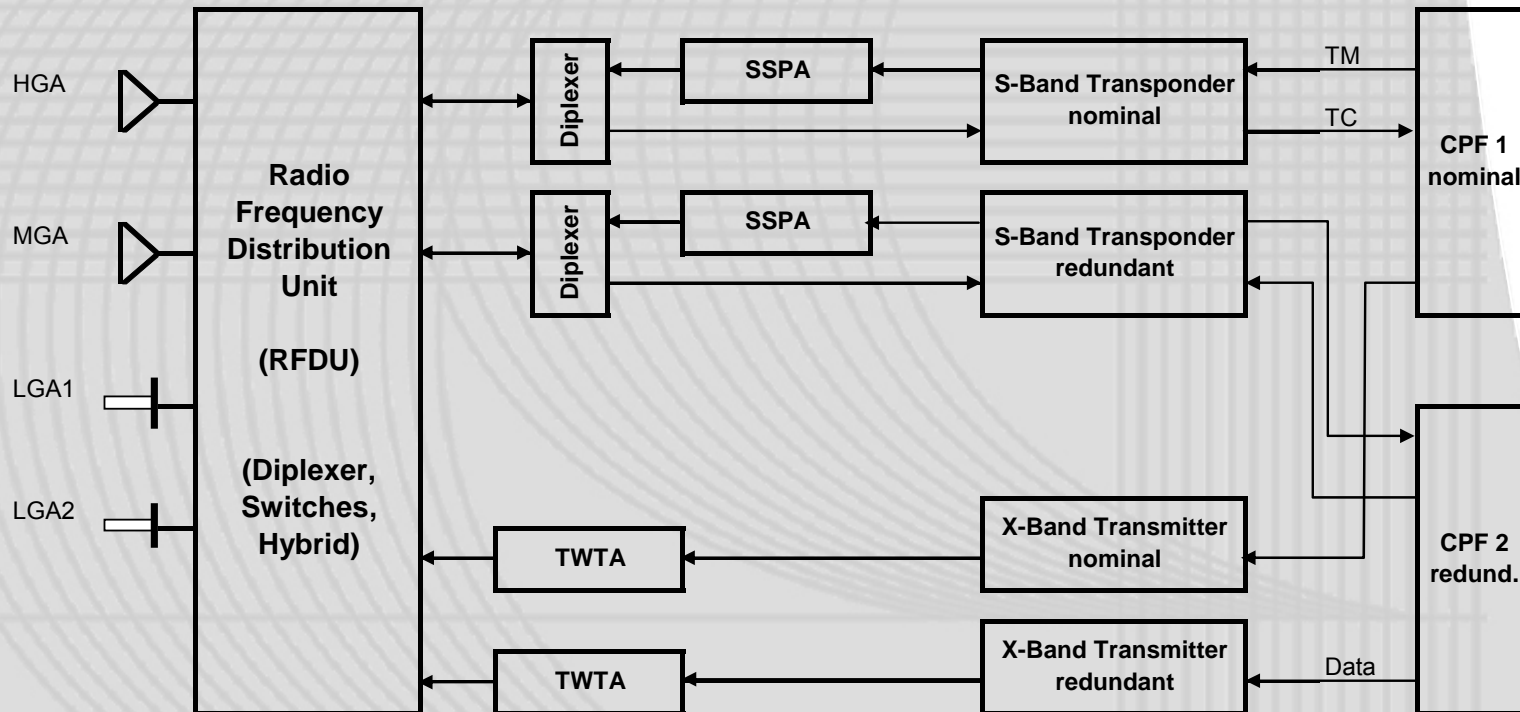 HGA
MGA
LGA1
LGA2
Radio
Frequency
Distribution
Unit
(RFDU)
(Diplexer,
Switches,
Hybrid)
Diplexer
SSPA
S-Band Transponder
nominal
TM
TC
CPF 1
nominal
Diplexer
SSPA
S-Band Transponder
redundant
TWTA
X-Band Transmitter
nominal
CPF 2
redund.
TWTA
X-Band Transmitter
redundant
Data